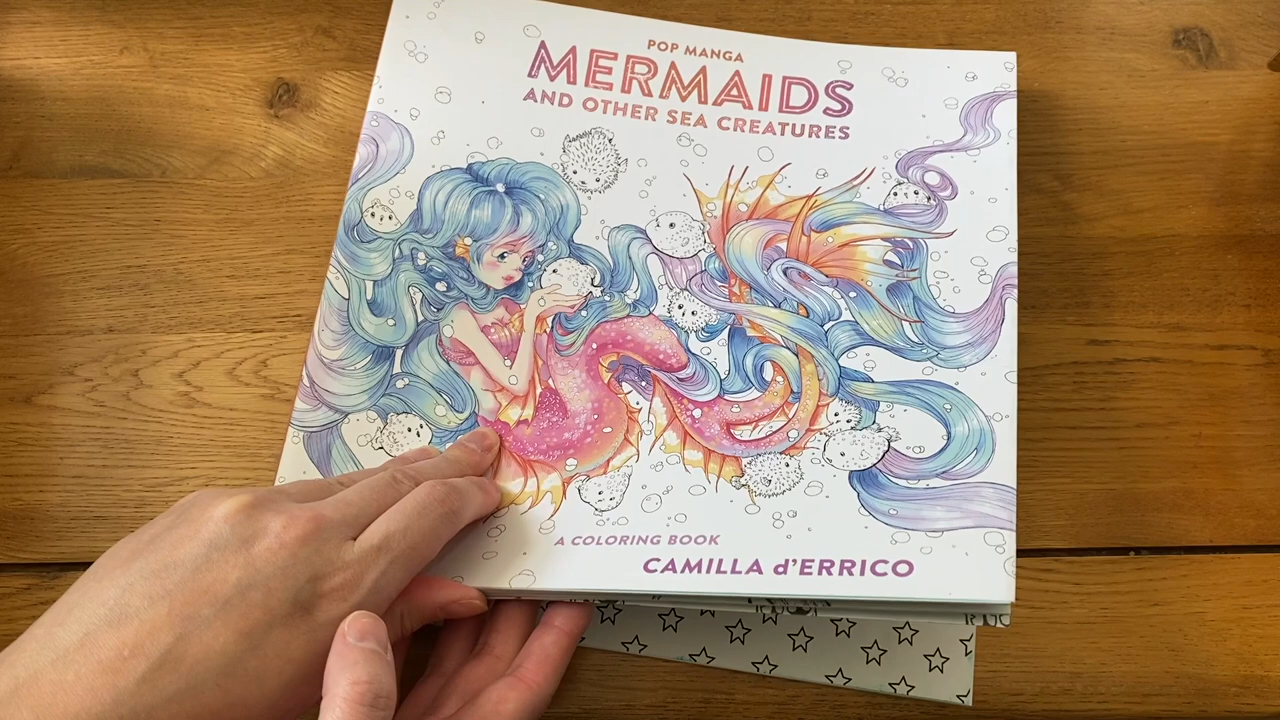 POP MANGA
MERMAIDS
AND OTHER SEA CREATURES
A COLORING BOOK
CAMILLA d'ERRICO